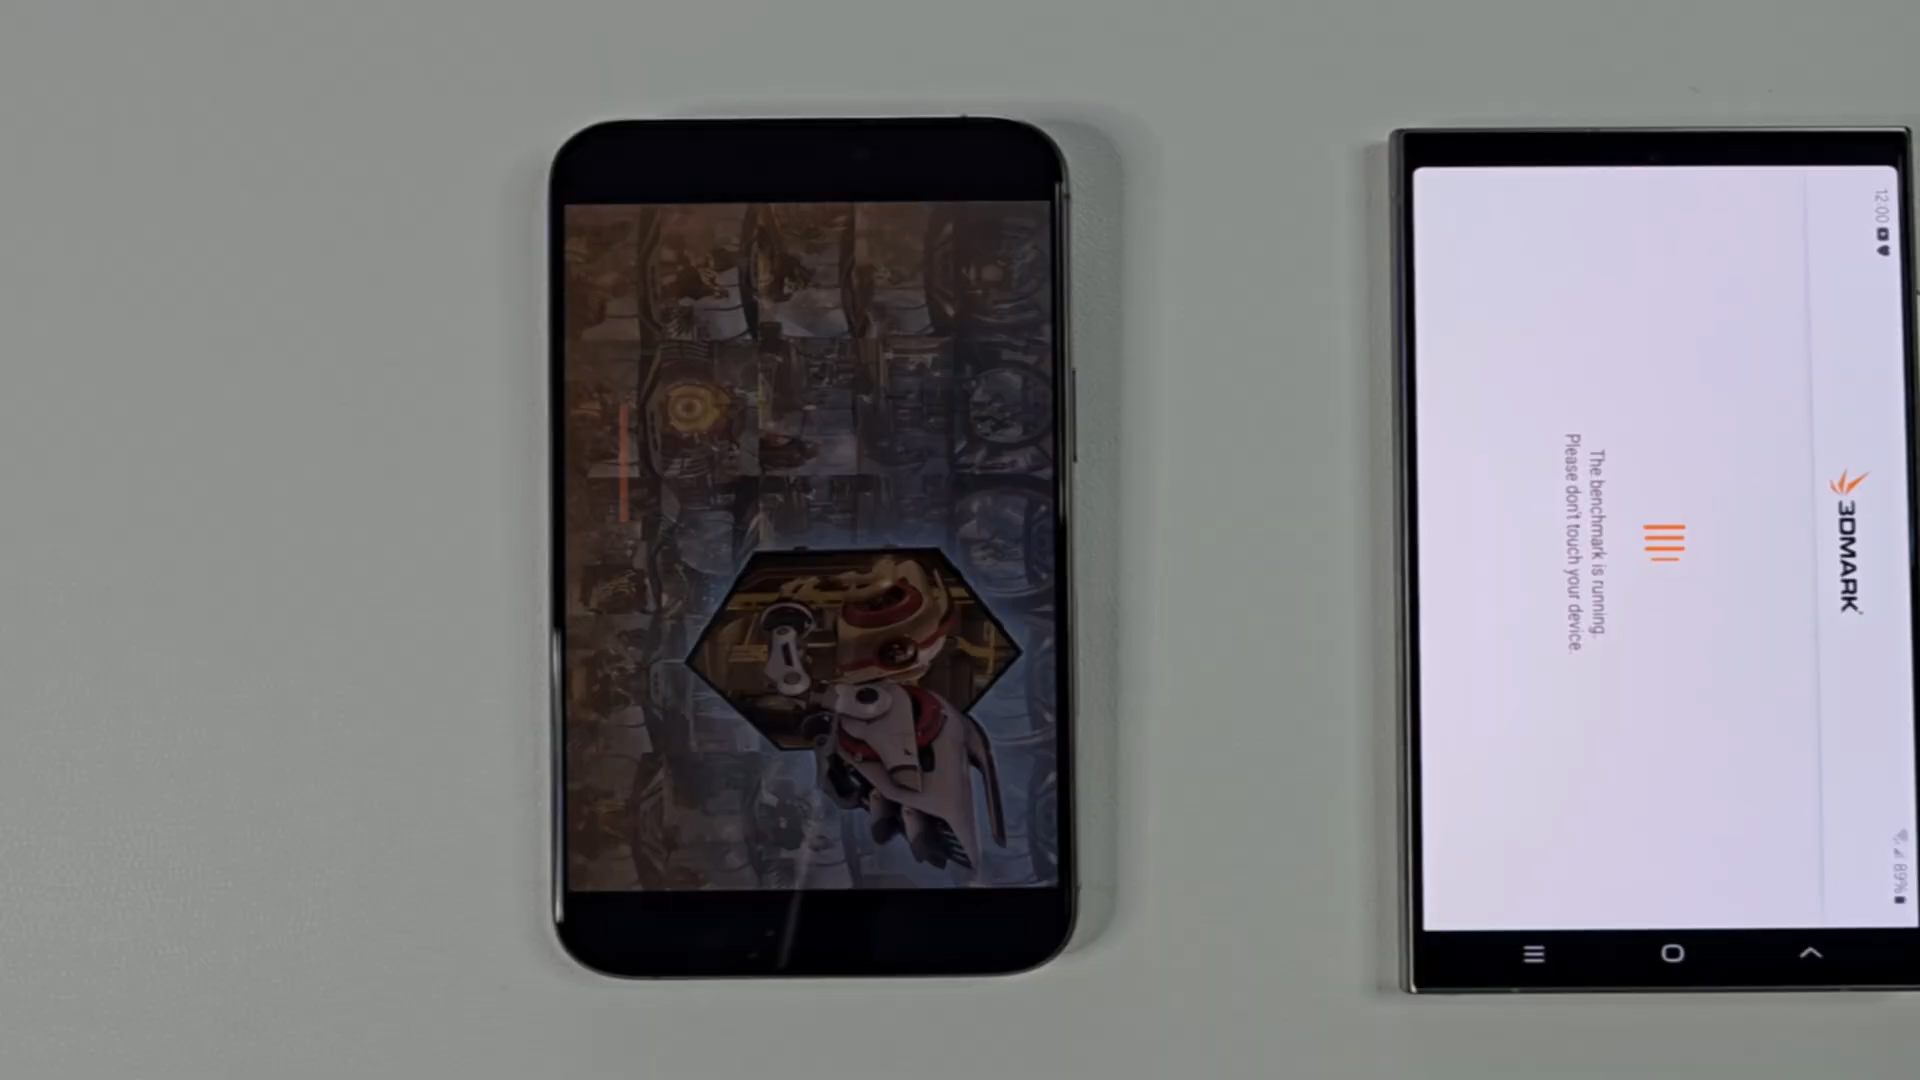 12:00
89%
3DMARK
The benchmark is running.
Please don't touch your device.